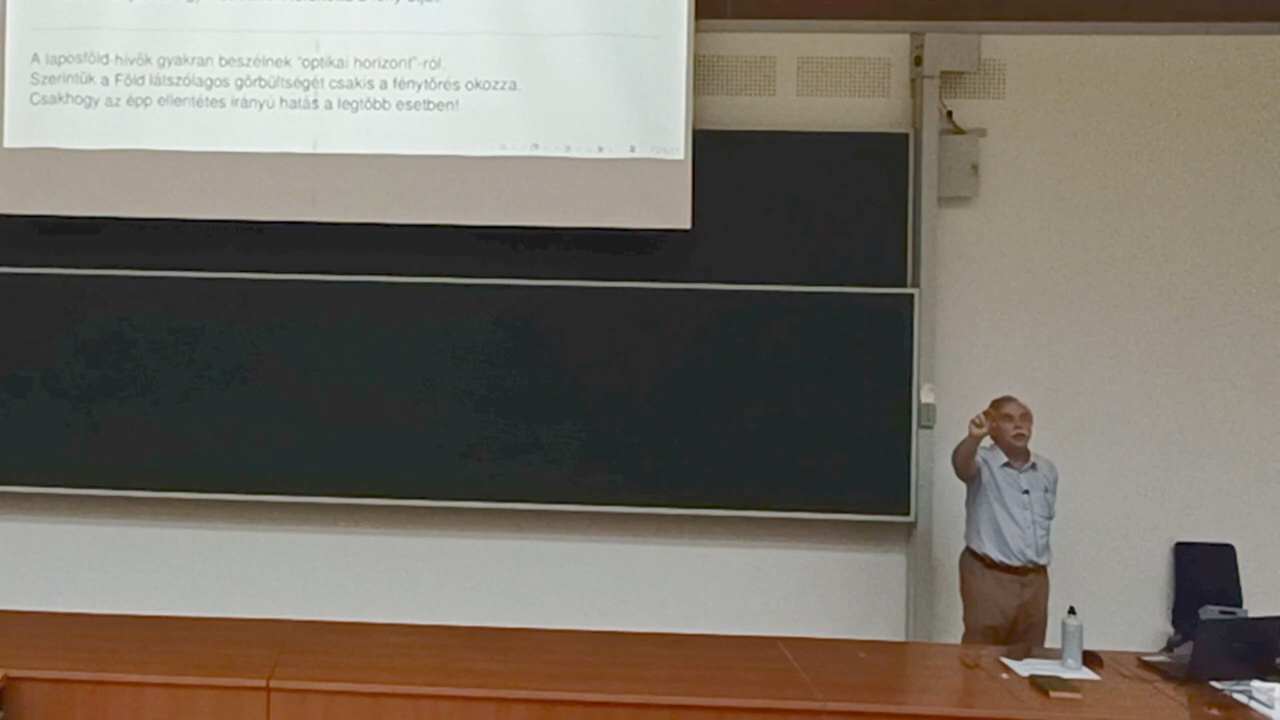 A laposföld-hívők gyakran beszélnek "optikai horizont"-ról.
Szerintük a Föld látszólagos görbültségét csakis a fénytörés okozza.
Csakhogy az épp ellentétes irányú hatás a legtöbb esetben!